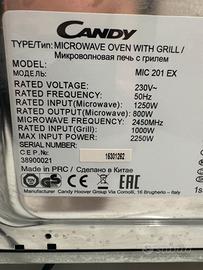 CANDY
TYPE/Тип: MICROWAVE OVEN WITH GRILL /
Микроволновая печь с грилем
MODEL/
МОДЕЛЬ: MIC 201 EX
RATED VOLTAGE: 230V~
RATED FREQUENCY: 50Hz
RATED INPUT(Microwave): 1250W
RATED OUTPUT(Microwave): 800W
MICROWAVE FREQUENCY: 2450MHz
RATED INPUT(Grill): 1000W
MAX INPUT POWER: 2250W
SERIAL NUMBER:
16301262
С.Е.Р.№:
38900021
CE EAC
Made in PRC / Сделано в Китае
Manufacturer: Candy Hoover Group Via Comolli, 16 Brugherio - Italy
subito